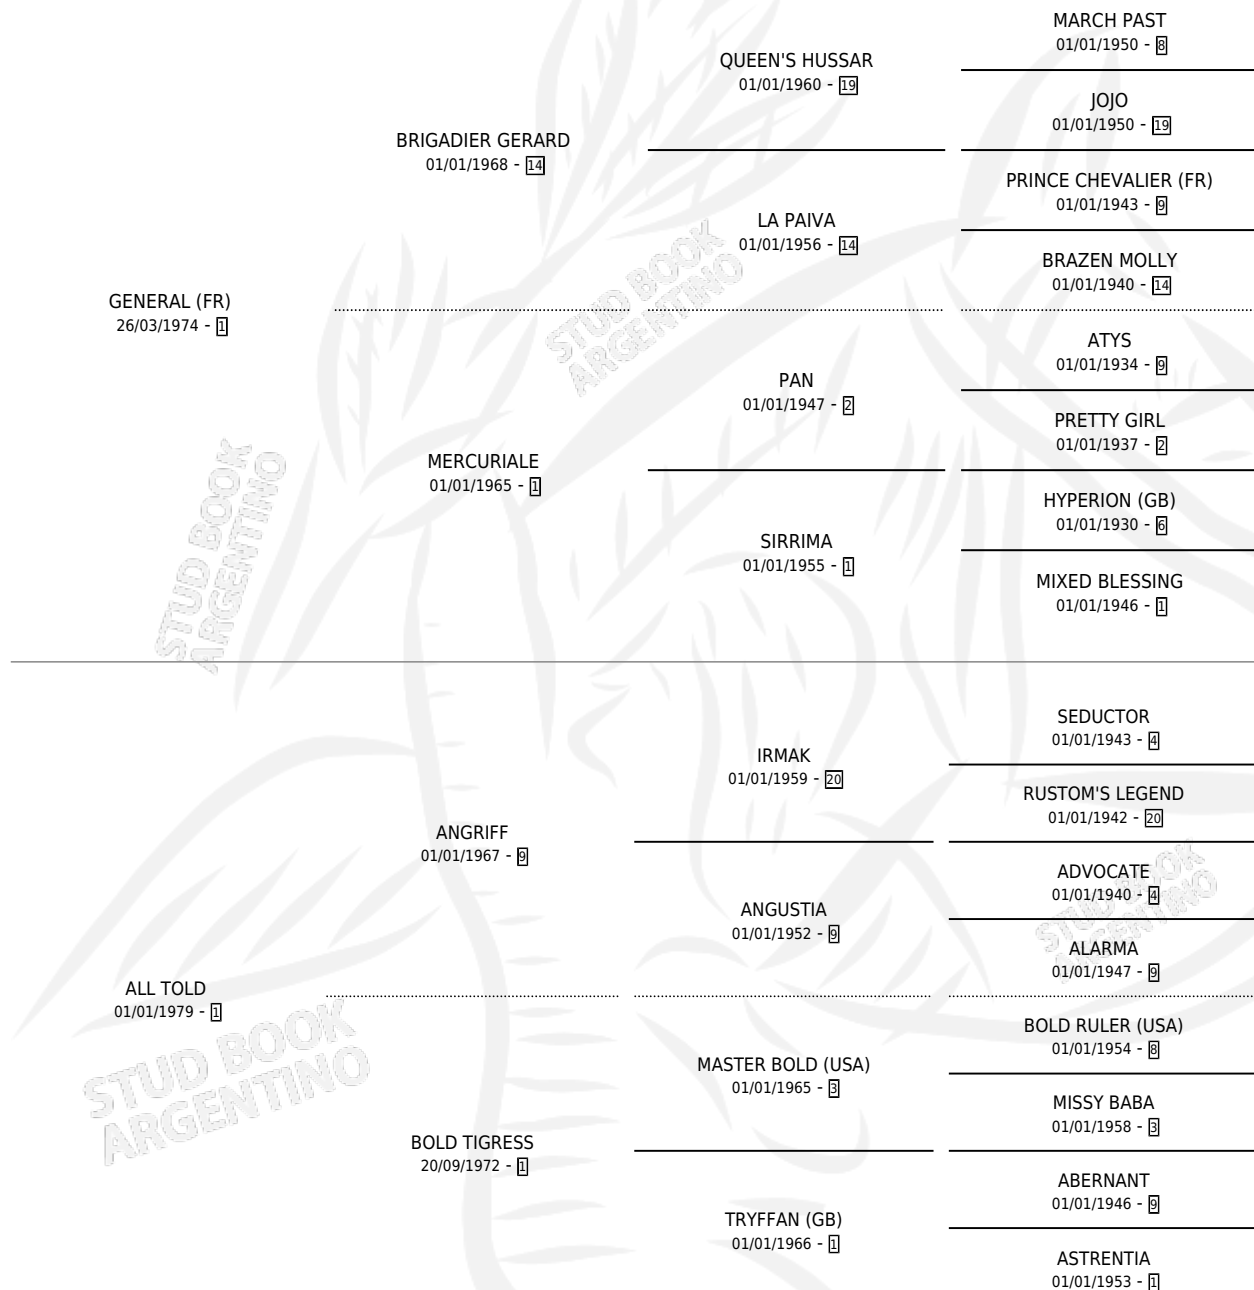 MARCH PAST
01/01/1950 - 8
QUEEN'S HUSSAR
01/01/1960 - 19
JOJO
01/01/1950 - 19
BRIGADIER GERARD
01/01/1968 - 14
PRINCE CHEVALIER (FR)
01/01/1943 - 9
LA PAIVA
01/01/1956 - 14
BRAZEN MOLLY
01/01/1940 - 14
GENERAL (FR)
26/03/1974 - 1
STUD BOOK
ARGENTINO
ATYS
01/01/1934 - 9
PAN
01/01/1947 - 2
PRETTY GIRL
01/01/1937 - 2
MERCURIALE
01/01/1965 - 1
HYPERION (GB)
01/01/1930 - 6
SIRRIMA
01/01/1955 - 1
MIXED BLESSING
01/01/1946 - 1
STUD BOOK
ARGENTINO
SEDUCTOR
01/01/1943 - 4
IRMAK
01/01/1959 - 20
RUSTOM'S LEGEND
01/01/1942 - 20
ANGRIFF
01/01/1967 - 9
ADVOCATE
01/01/1940 - 4
ANGUSTIA
01/01/1952 - 9
STUD BOOK
ARGENTINO
ALARMA
01/01/1947 - 9
ALL TOLD
01/01/1979 - 1
BOLD RULER (USA)
01/01/1954 - 8
MASTER BOLD (USA)
01/01/1965 - 3
STUD BOOK
ARGENTINO
MISSY BABA
01/01/1958 - 3
BOLD TIGRESS
20/09/1972 - 1
ABERNANT
01/01/1946 - 9
TRYFFAN (GB)
01/01/1966 - 1
ASTRENTIA
01/01/1953 - 1